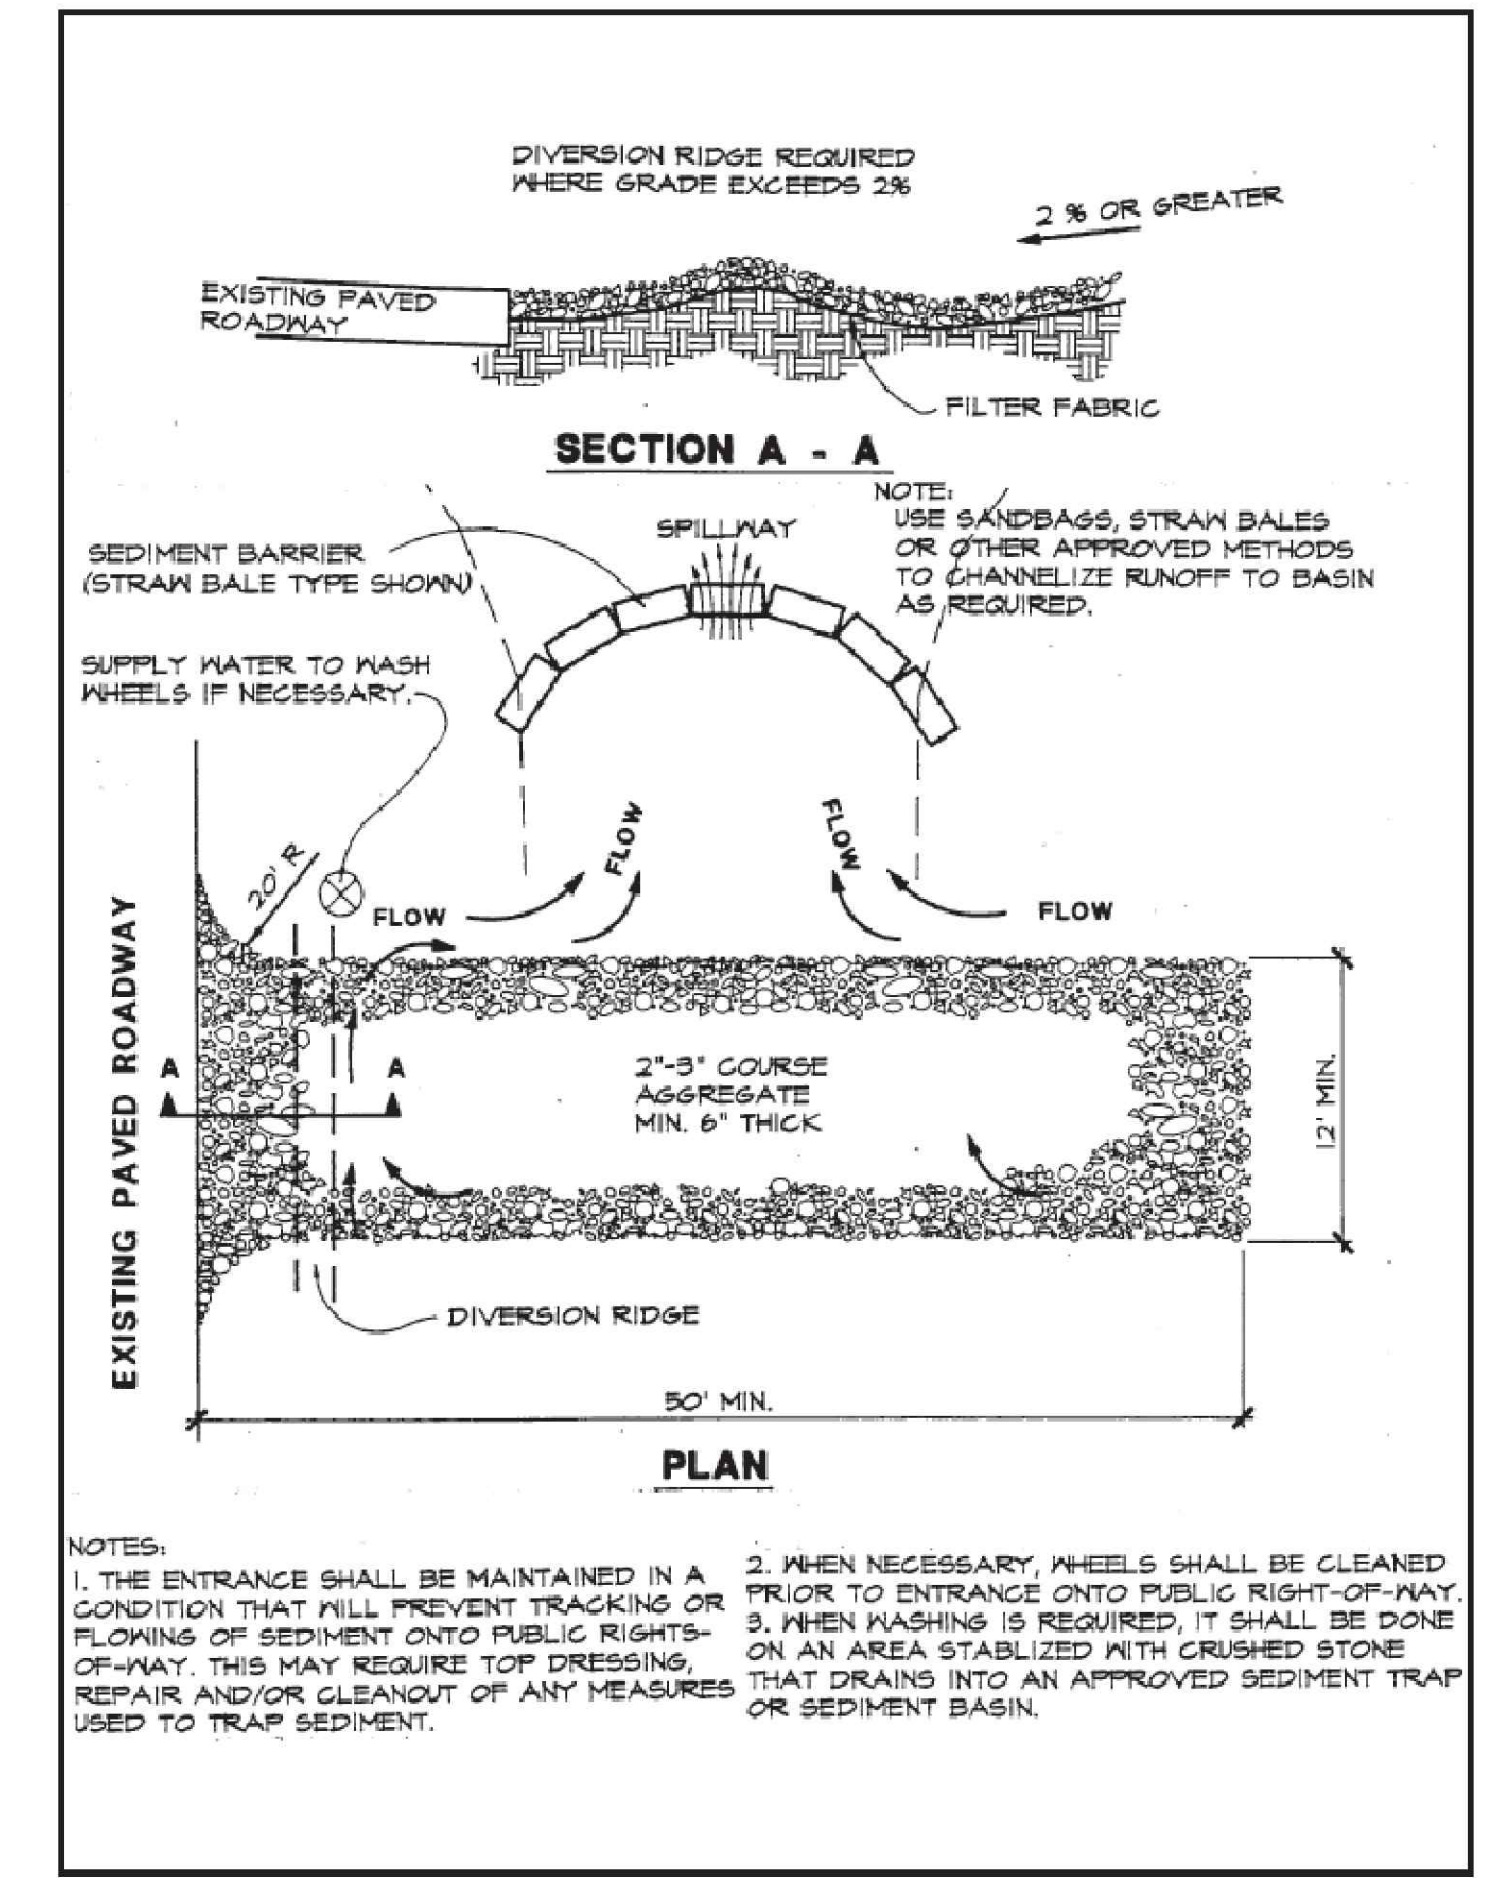 DIVERSION RIDGE REQUIRED
WHERE GRADE EXCEEDS 2%
2 % OR GREATER
EXISTING PAVED
ROADWAY
FILTER FABRIC
SECTION A - A
NOTE:
USE SANDBAGS, STRAW BALES
OR OTHER APPROVED METHODS
TO CHANNELIZE RUNOFF TO BASIN
AS REQUIRED.
SPILLWAY
SEDIMENT BARRIER
(STRAW BALE TYPE SHOWN)
SUPPLY WATER TO WASH
WHEELS IF NECESSARY.
FLOW
FLOW
20' R
FLOW
FLOW
EXISTING PAVED ROADWAY
A
A
2"-3" COURSE
AGGREGATE
MIN. 6" THICK
12' MIN.
DIVERSION RIDGE
50' MIN.
PLAN
NOTES:
1. THE ENTRANCE SHALL BE MAINTAINED IN A
CONDITION THAT WILL PREVENT TRACKING OR
FLOWING OF SEDIMENT ONTO PUBLIC RIGHTS-
OF-WAY. THIS MAY REQUIRE TOP DRESSING,
REPAIR AND/OR CLEANOUT OF ANY MEASURES
USED TO TRAP SEDIMENT.
2. WHEN NECESSARY, WHEELS SHALL BE CLEANED
PRIOR TO ENTRANCE ONTO PUBLIC RIGHT-OF-WAY.
3. WHEN WASHING IS REQUIRED, IT SHALL BE DONE
ON AN AREA STABLIZED WITH CRUSHED STONE
THAT DRAINS INTO AN APPROVED SEDIMENT TRAP
OR SEDIMENT BASIN.